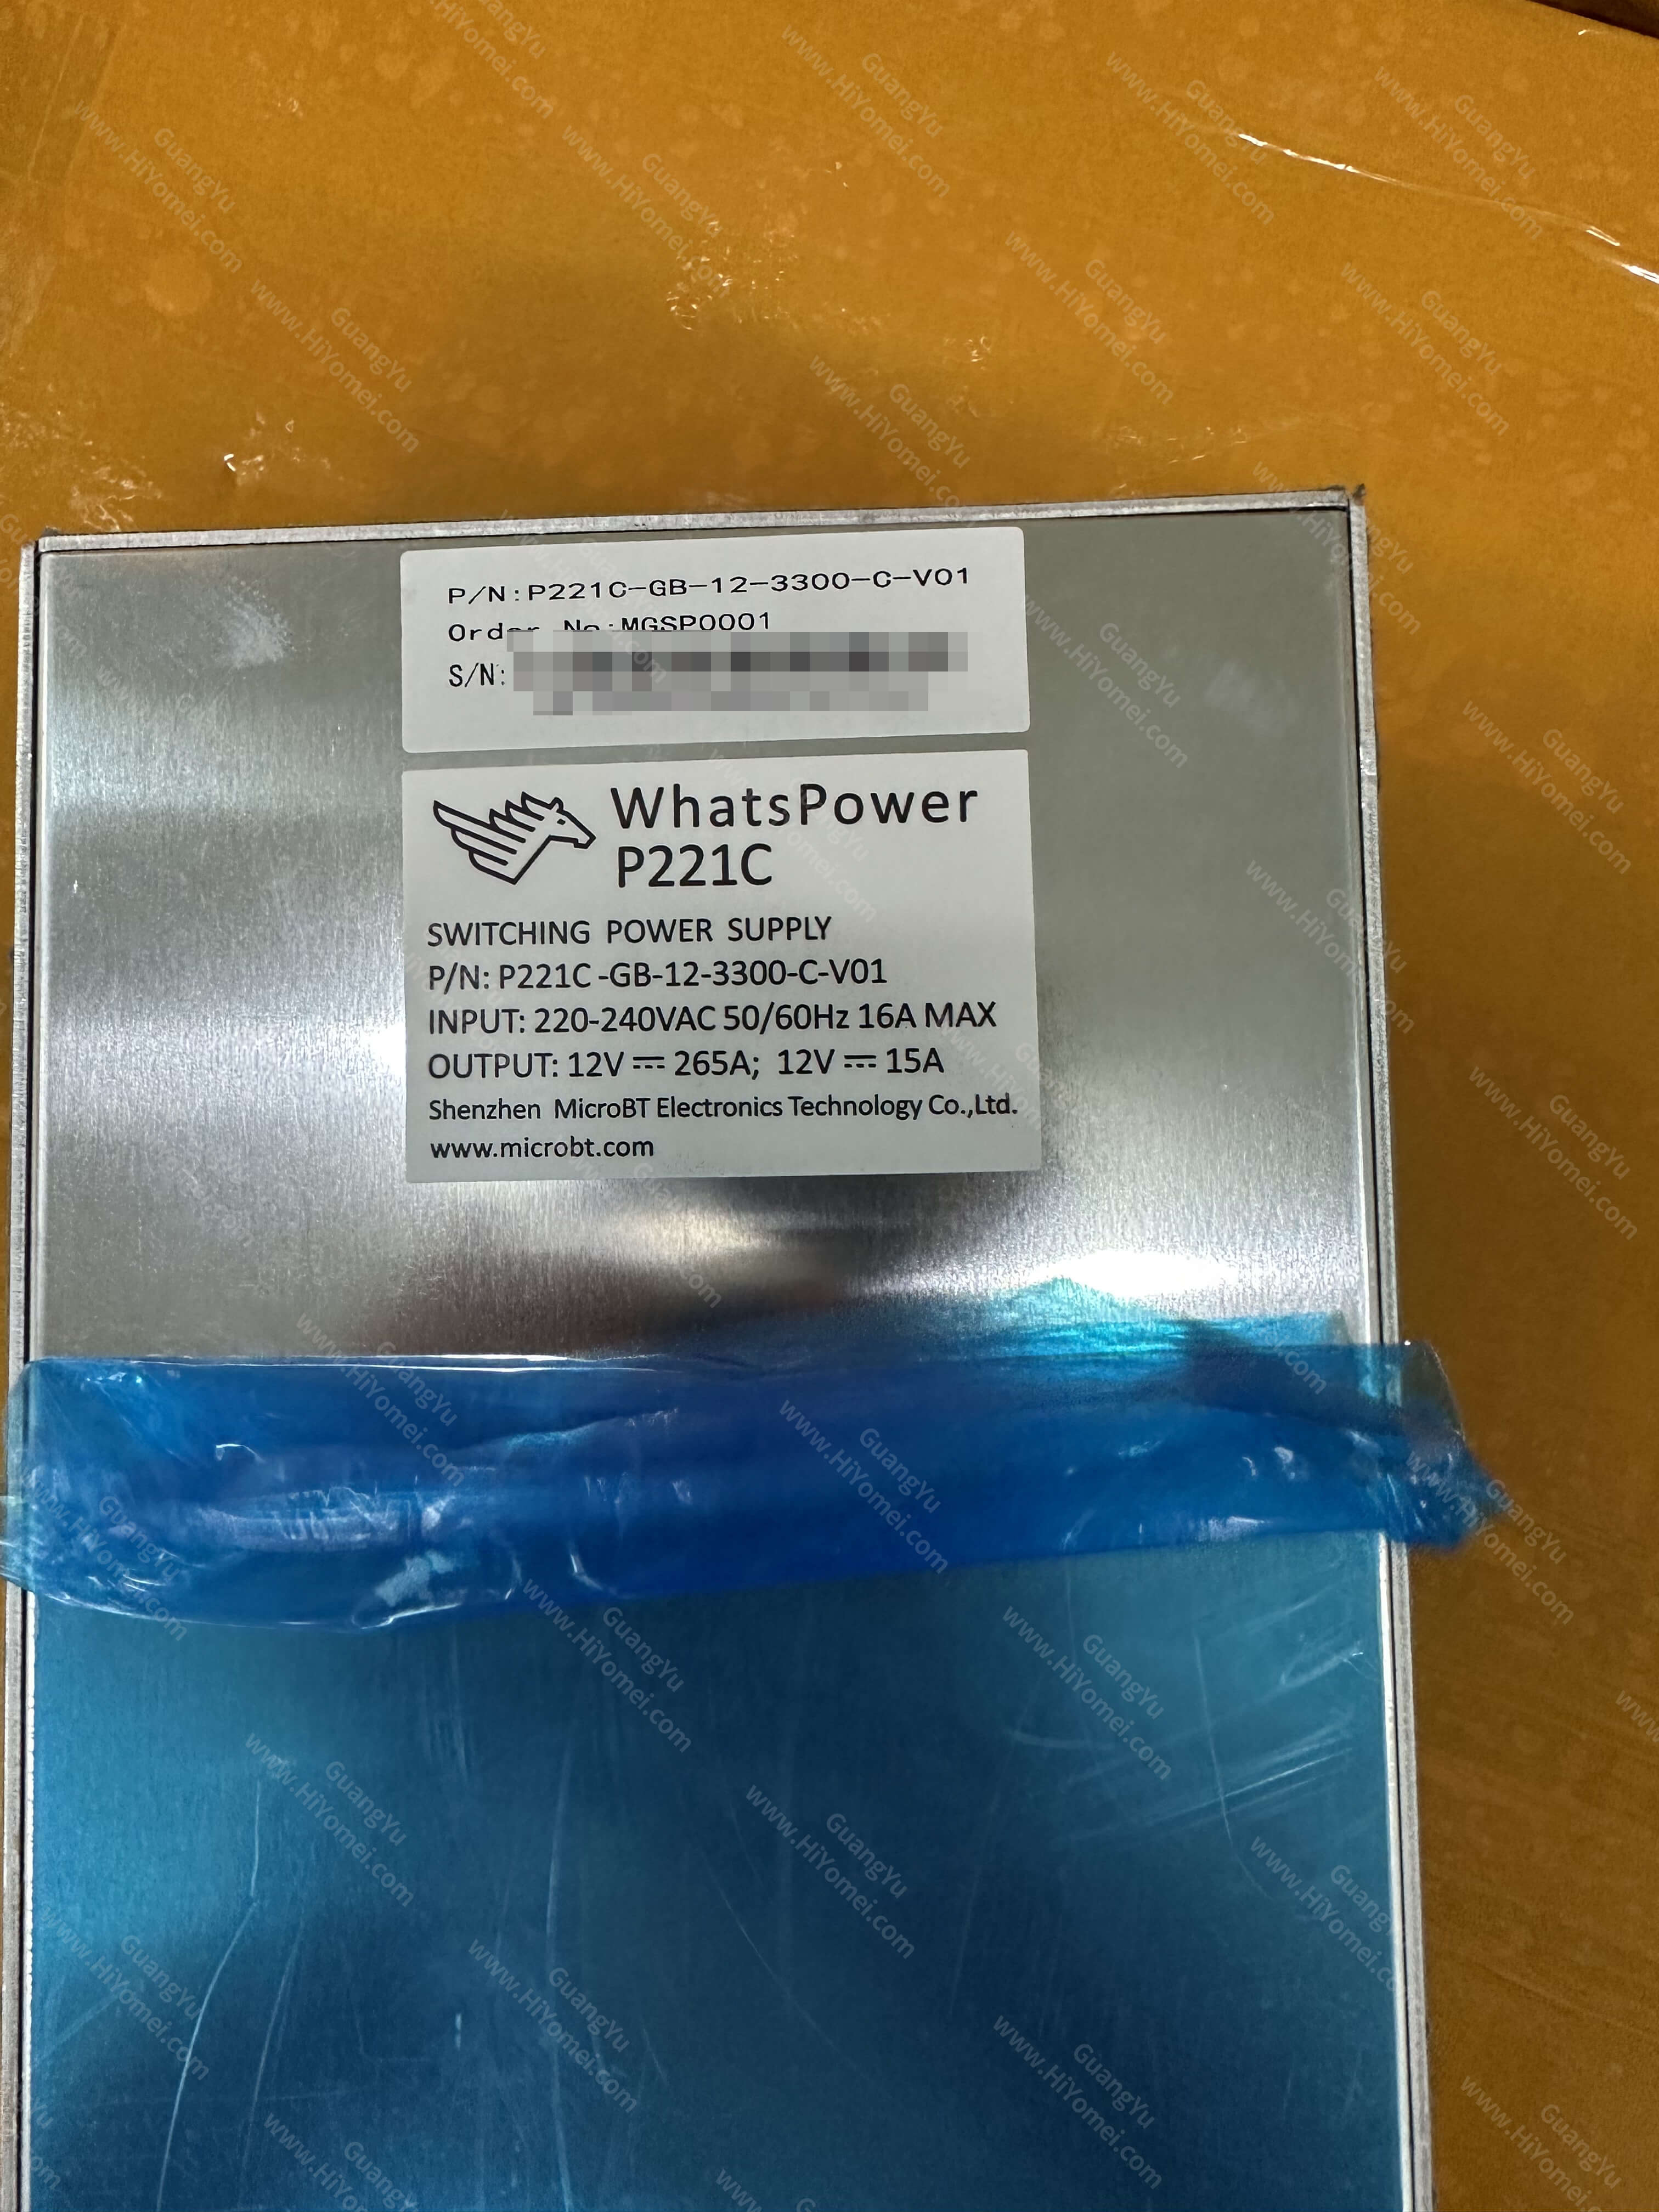 P/N:P221C-GB-12-3300-C-V01
Order No:MGSP0001
S/N:
WhatsPower
P221C
SWITCHING POWER SUPPLY
P/N: P221C -GB-12-3300-C-V01
INPUT: 220-240VAC 50/60Hz 16A MAX
OUTPUT: 12V ⎓ 265A; 12V ⎓ 15A
Shenzhen MicroBT Electronics Technology Co.,Ltd.
www.microbt.com
GuangYu
www.HiYomei.com